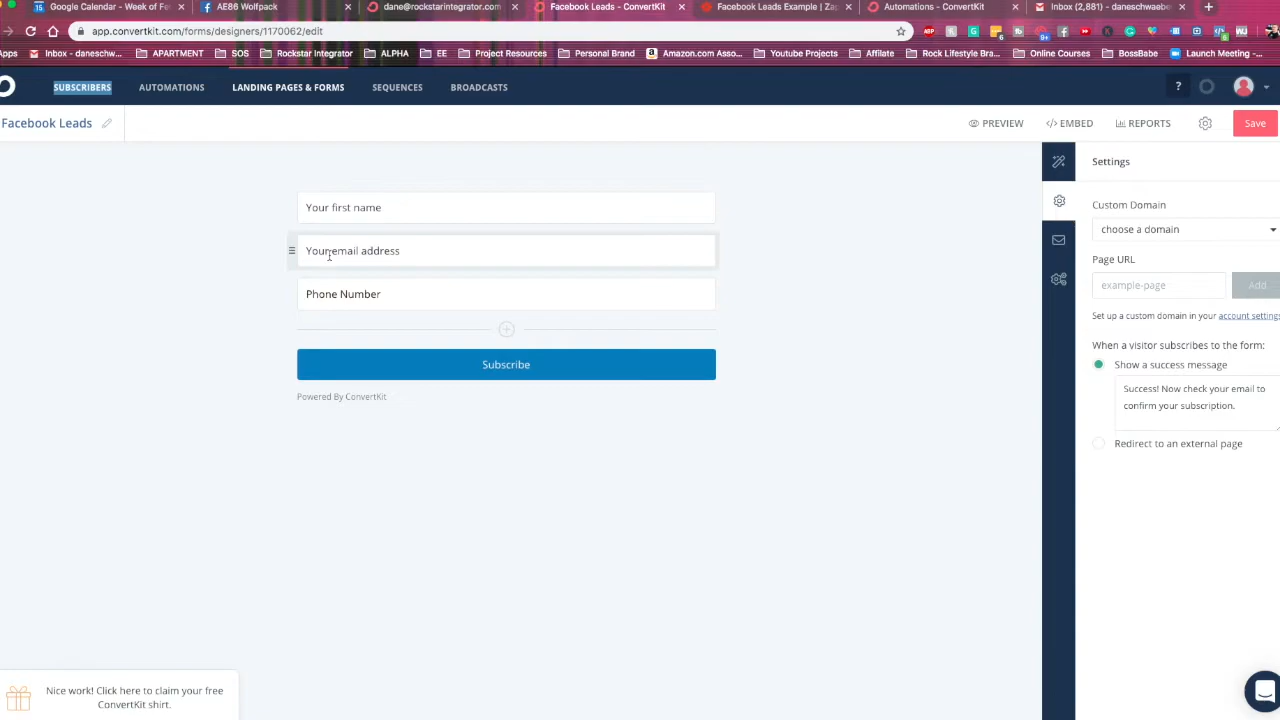 Google Calendar - Week of Fe
AE86 Wolfpack
dane@rockstarintegrator.com
Facebook Leads - ConvertKit
Facebook Leads Example | Zap
Automations - ConvertKit
Inbox (2,881) - daneschwaebe
app.convertkit.com/forms/designers/1170062/edit
Apps
Inbox - daneschw...
APARTMENT
SOS
Rockstar Integrator
ALPHA
EE
Project Resources
Personal Brand
Amazon.com Asso...
Youtube Projects
Affilate
Rock Lifestyle Bra...
Online Courses
BossBabe
Launch Meeting -...
SUBSCRIBERS
AUTOMATIONS
LANDING PAGES & FORMS
SEQUENCES
BROADCASTS
?
Facebook Leads
PREVIEW
</> EMBED
REPORTS
Save
Settings
Your first name
Custom Domain
choose a domain
Your email address
Page URL
example-page
Add
Phone Number
Set up a custom domain in your account settings
When a visitor subscribes to the form:
Subscribe
Show a success message
Success! Now check your email to
confirm your subscription.
Powered By ConvertKit
Redirect to an external page
Nice work! Click here to claim your free
ConvertKit shirt.